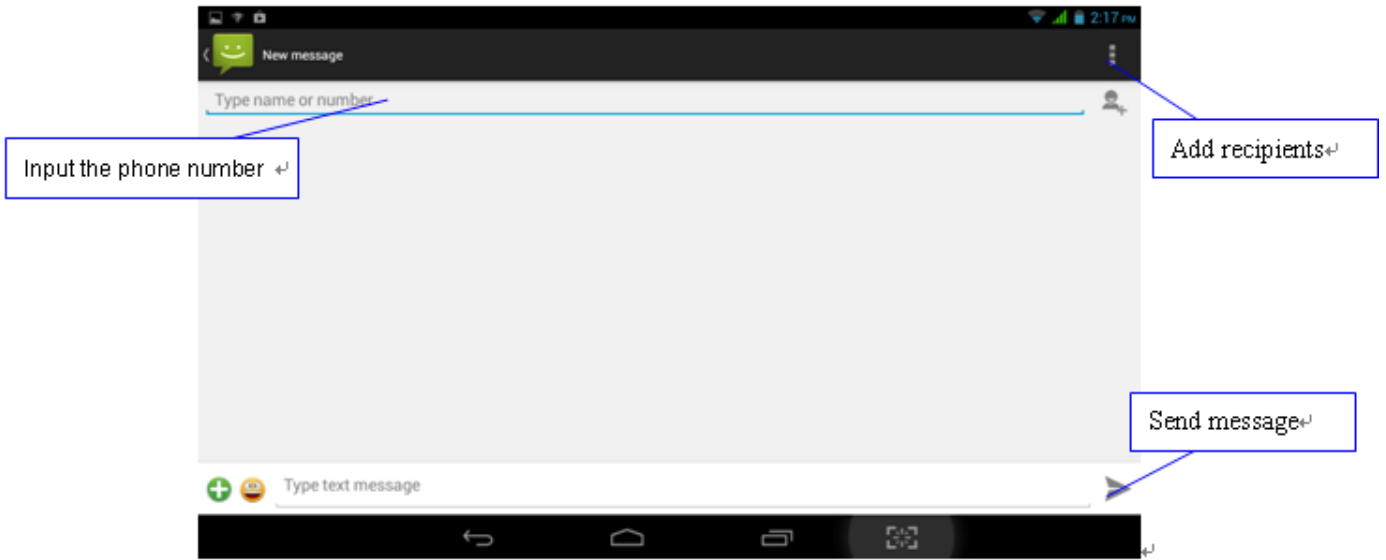 2:17 PM
New message
Type name or number
Add recipients
Input the phone number
Send message
Type text message